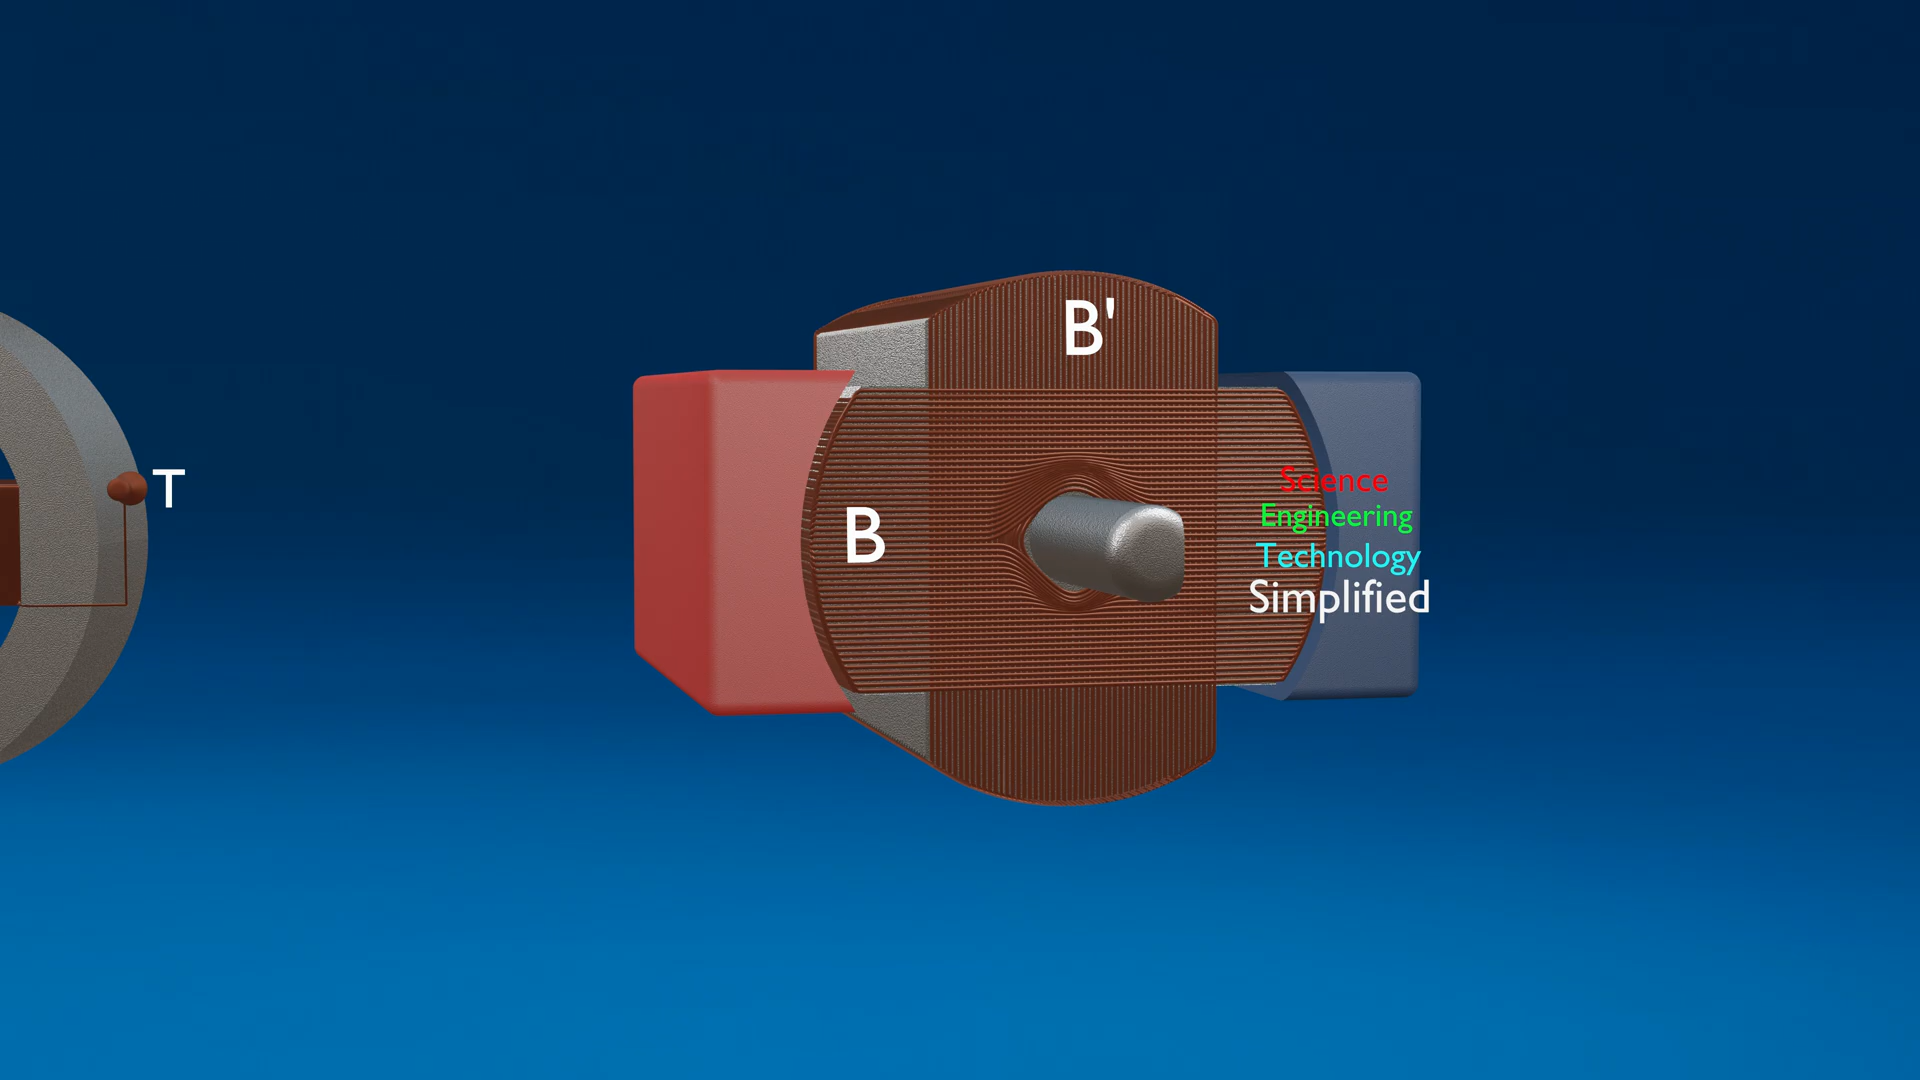 B'
T
B
Science
Engineering
Technology
Simplified